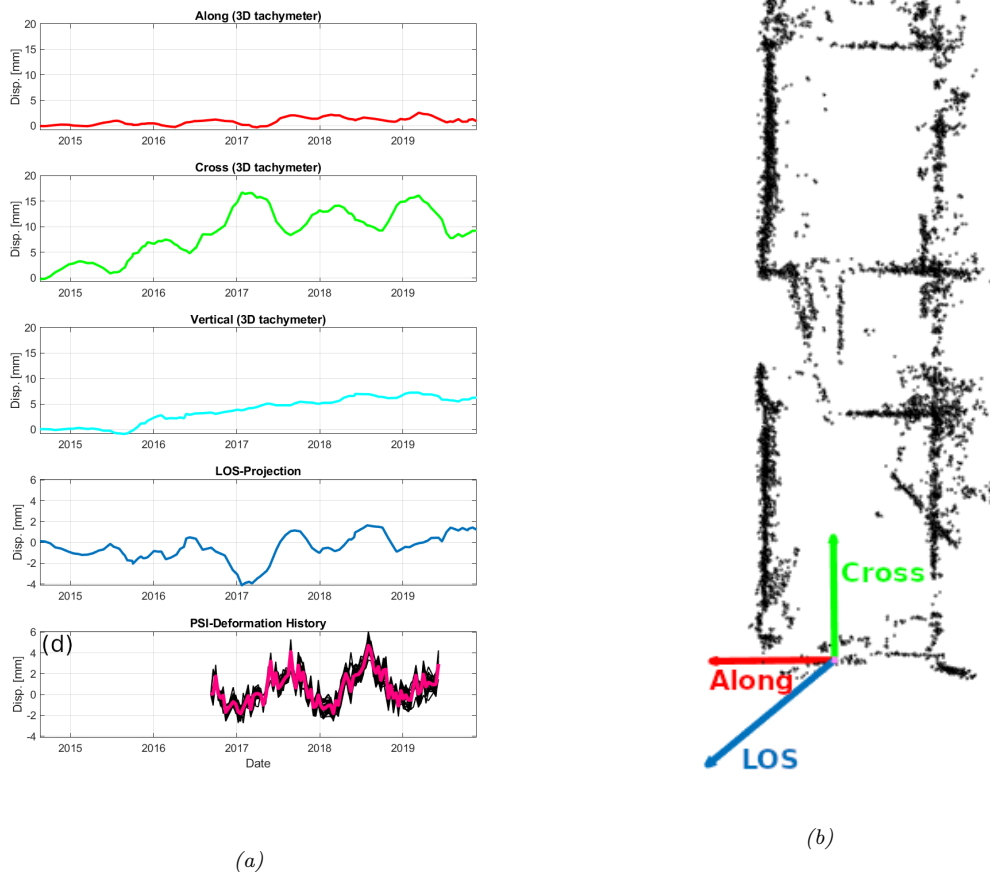 Along (3D tachymeter)
20
15
10
5
0
Disp. [mm]
2015 2016 2017 2018 2019
Cross (3D tachymeter)
20
15
10
5
0
Disp. [mm]
2015 2016 2017 2018 2019
Vertical (3D tachymeter)
20
15
10
5
0
Disp. [mm]
2015 2016 2017 2018 2019
LOS-Projection
6
4
2
0
-2
-4
Disp. [mm]
2015 2016 2017 2018 2019
PSI-Deformation History
(d)
6
4
2
0
-2
-4
Disp. [mm]
2015 2016 2017 2018 2019
Date
(a)
Cross
Along
LOS
(b)